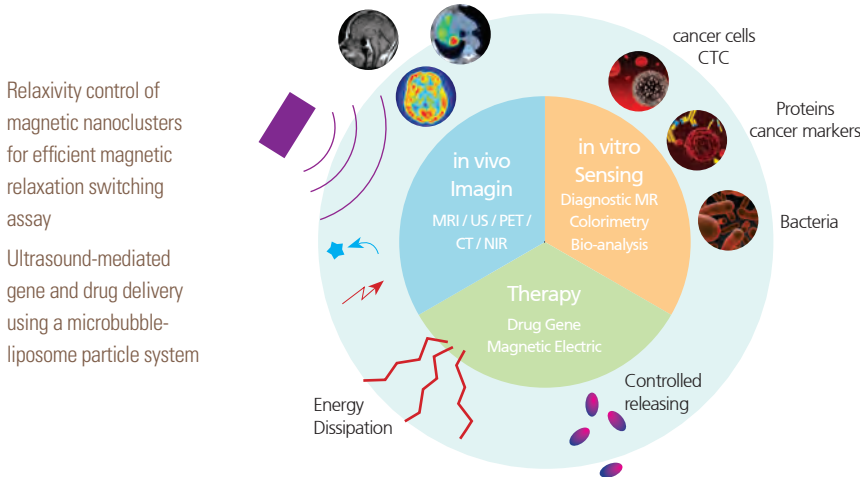 Relaxivity control of
magnetic nanoclusters
for efficient magnetic
relaxation switching
assay
Ultrasound-mediated
gene and drug delivery
using a microbubble-
liposome particle system
cancer cells
CTC
Proteins
cancer markers
Bacteria
in vivo
Imagin
MRI / US / PET /
CT / NIR
in vitro
Sensing
Diagnostic MR
Colorimetry
Bio-analysis
Therapy
Drug Gene
Magnetic Electric
Energy
Dissipation
Controlled
releasing